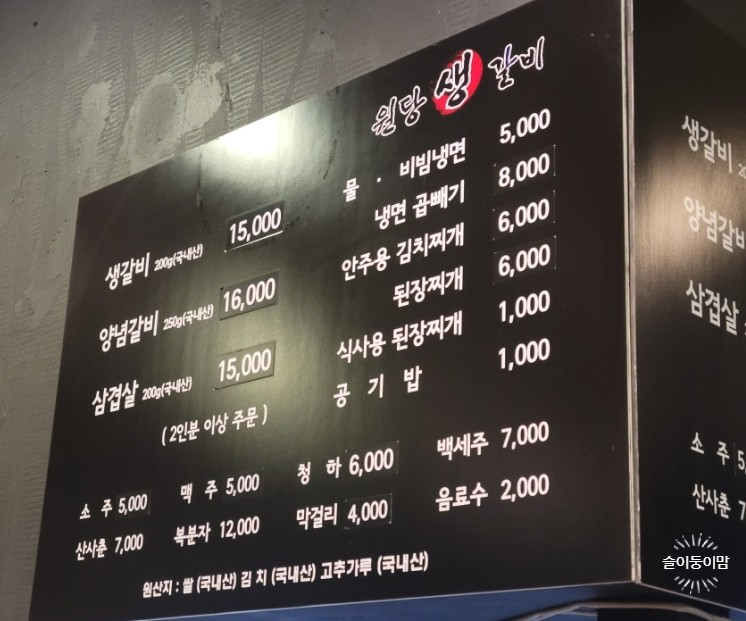 원당 생 갈비
생갈비 200g(국내산) 15,000
양념갈비 250g(국내산) 16,000
삼겹살 200g(국내산) 15,000
( 2인분 이상 주문 )
물 · 비빔냉면 5,000
냉면 곱빼기 8,000
안주용 김치찌개 6,000
된장찌개 6,000
식사용 된장찌개 1,000
공 기 밥 1,000
소 주 5,000 맥 주 5,000 청 하 6,000 백세주 7,000
산사춘 7,000 복분자 12,000 막걸리 4,000 음료수 2,000
원산지 : 쌀 (국내산) 김 치 (국내산) 고추가루 (국내산)
생갈비
양념갈비
삼겹살
소 주
산사춘
슬이둥이맘